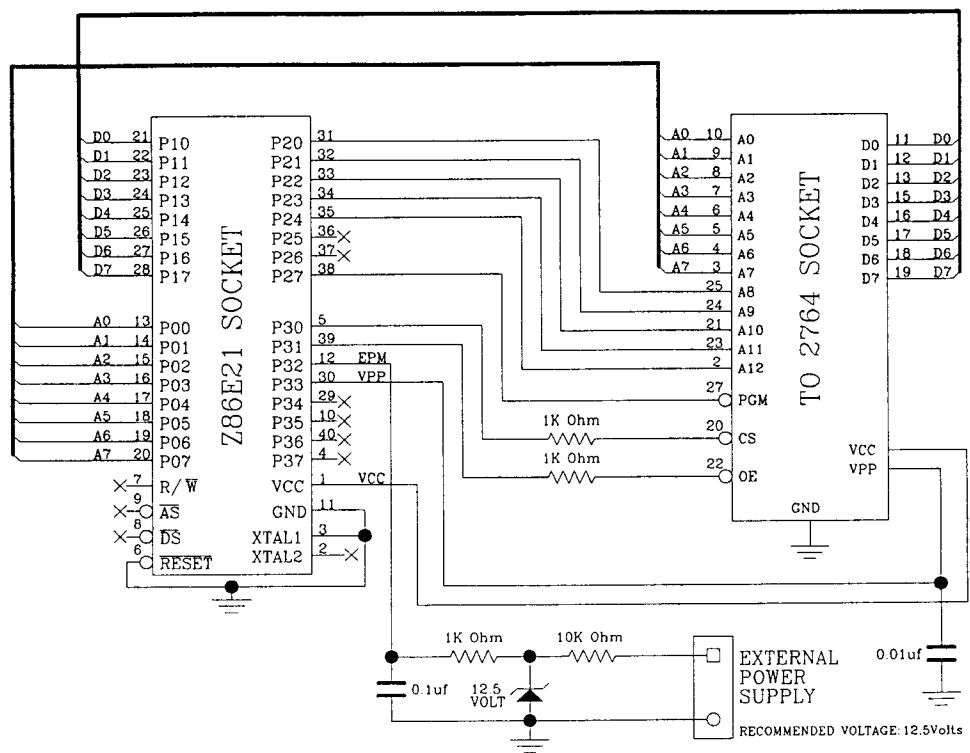 D0 21 P10
D1 22 P11
D2 23 P12
D3 24 P13
D4 25 P14
D5 26 P15
D6 27 P16
D7 28 P17
A0 13 P00
A1 14 P01
A2 15 P02
A3 16 P03
A4 17 P04
A5 18 P05
A6 19 P06
A7 20 P07
7 R/W̅
9 A̅S̅
8 D̅S̅
6 R̅E̅S̅E̅T̅
Z86E21 SOCKET
P20 31
P21 32
P22 33
P23 34
P24 35
P25 36
P26 37
P27 38
P30 5
P31 39
P32 12 EPM
P33 30 VPP
P34 29
P35 10
P36 40
P37 4
VCC 1 VCC
GND 11
XTAL1 3
XTAL2 2
1K Ohm
1K Ohm
A0 10 A0
A1 9 A1
A2 8 A2
A3 7 A3
A4 6 A4
A5 5 A5
A6 4 A6
A7 3 A7
25 A8
24 A9
21 A10
23 A11
2 A12
27 PGM
20 CS
22 OE
TO 2764 SOCKET
D0 11 D0
D1 12 D1
D2 13 D2
D3 15 D3
D4 16 D4
D5 17 D5
D6 18 D6
D7 19 D7
VCC
VPP
GND
1K Ohm
10K Ohm
0.1uf
12.5
VOLT
EXTERNAL
POWER
SUPPLY
0.01uf
RECOMMENDED VOLTAGE: 12.5Volts